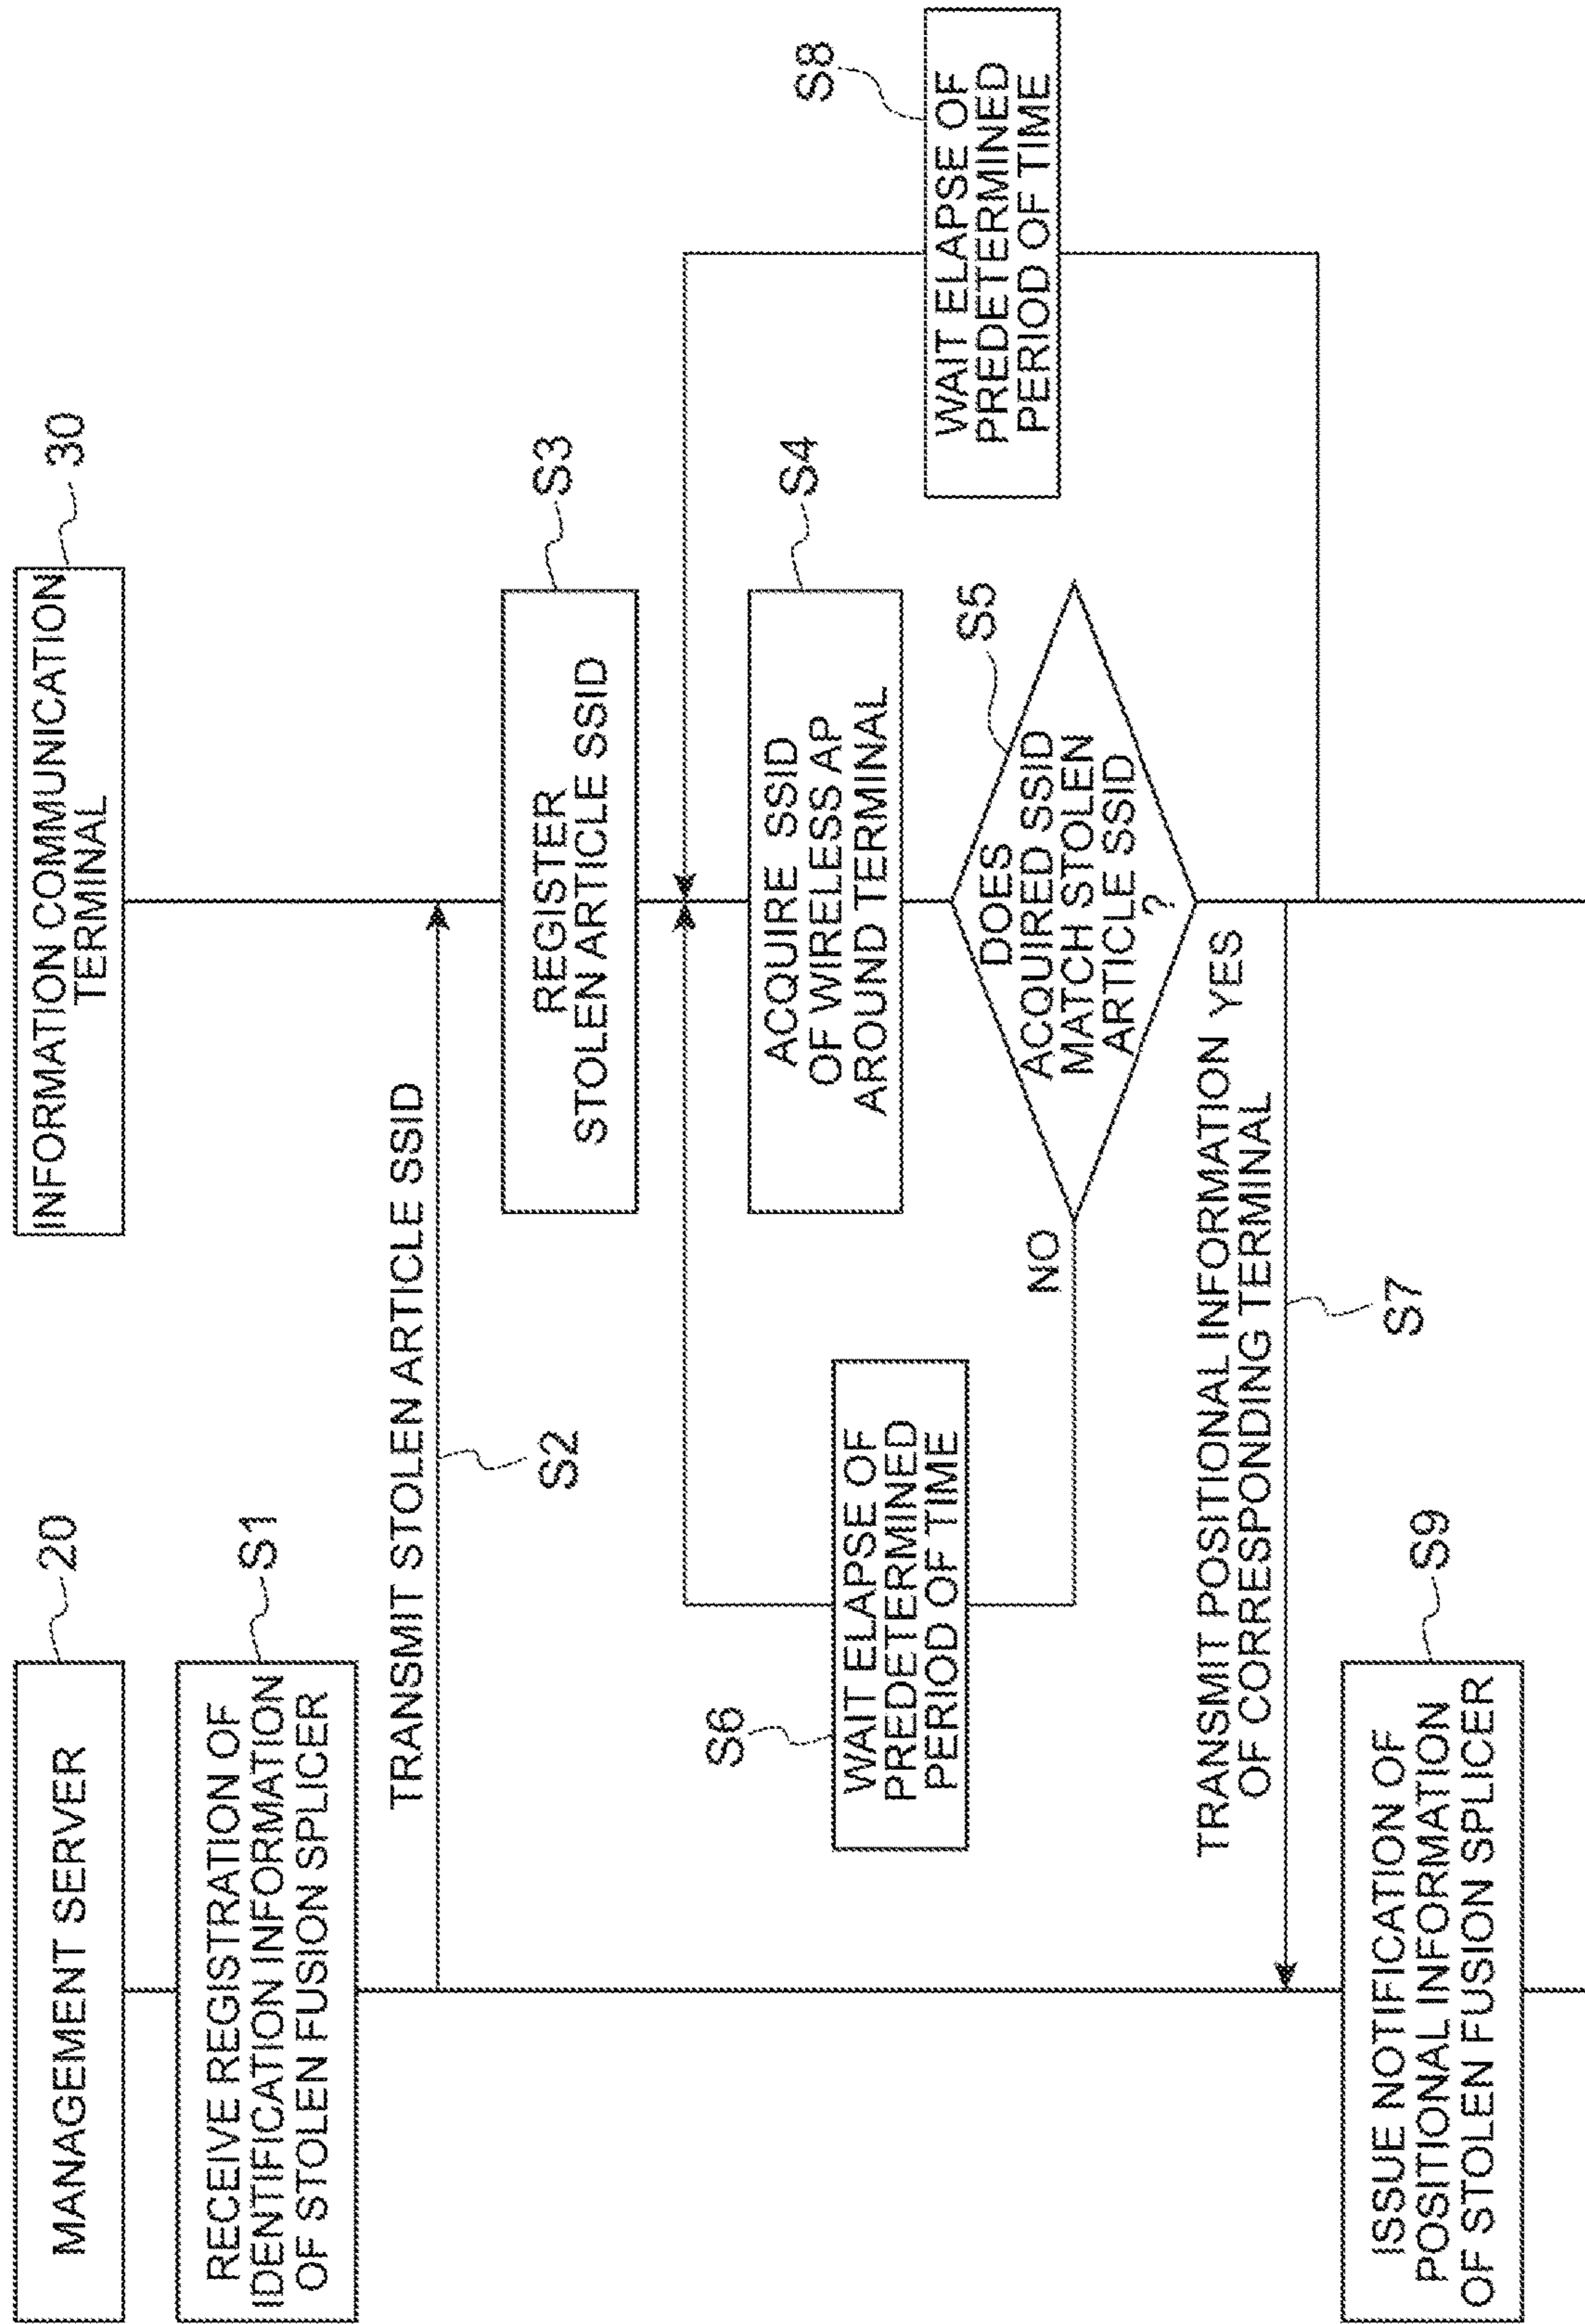 MANAGEMENT SERVER
20
INFORMATION COMMUNICATION
TERMINAL
30
RECEIVE REGISTRATION OF
IDENTIFICATION INFORMATION
OF STOLEN FUSION SPLICER
S1
TRANSMIT STOLEN ARTICLE SSID
S2
REGISTER
STOLEN ARTICLE SSID
S3
ACQUIRE SSID
OF WIRELESS AP
AROUND TERMINAL
S4
DOES
ACQUIRED SSID
MATCH STOLEN
ARTICLE SSID
?
S5
NO
WAIT ELAPSE OF
PREDETERMINED
PERIOD OF TIME
S6
YES
TRANSMIT POSITIONAL INFORMATION
OF CORRESPONDING TERMINAL
S7
WAIT ELAPSE OF
PREDETERMINED
PERIOD OF TIME
S8
ISSUE NOTIFICATION OF
POSITIONAL INFORMATION
OF STOLEN FUSION SPLICER
S9